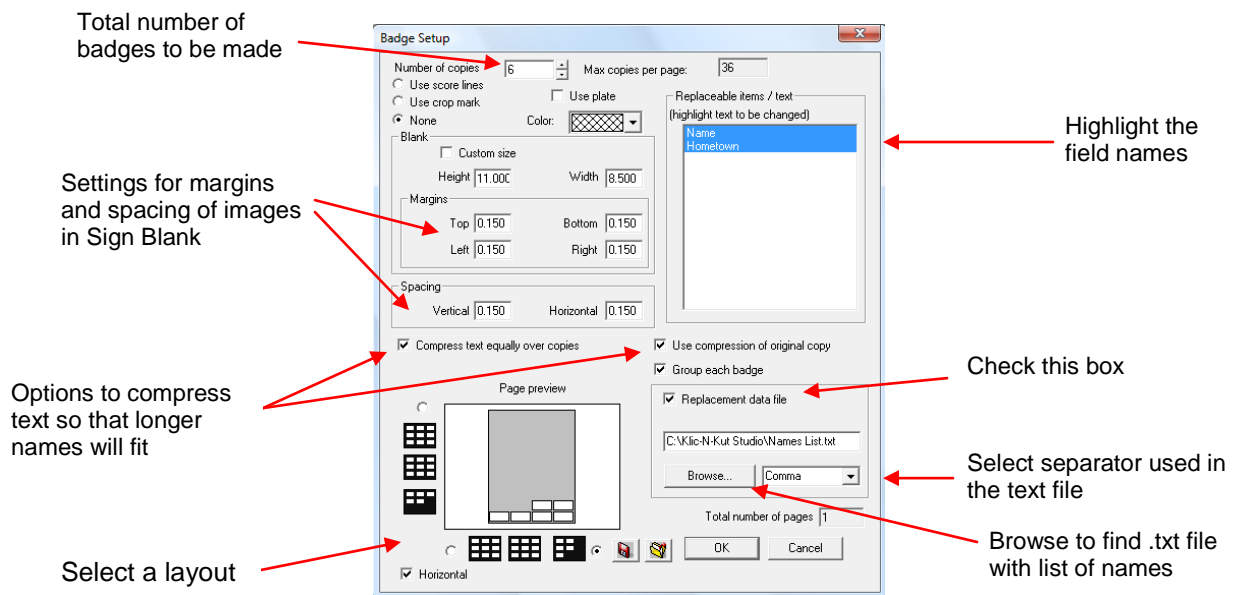 Total number of
badges to be made
Badge Setup
Number of copies 6 Max copies per page: 36
Use score lines
Use crop mark
None
Use plate
Color:
Blank
Custom size
Height 11.000 Width 8.500
Margins
Top 0.150 Bottom 0.150
Left 0.150 Right 0.150
Spacing
Vertical 0.150 Horizontal 0.150
Replaceable items / text
(highlight text to be changed)
Name
Hometown
Highlight the
field names
Settings for margins
and spacing of images
in Sign Blank
Compress text equally over copies
Use compression of original copy
Group each badge
Options to compress
text so that longer
names will fit
Page preview
Replacement data file
C:\Klic-N-Kut Studio\Names List.txt
Browse... Comma
Check this box
Select separator used in
the text file
Total number of pages 1
OK Cancel
Browse to find .txt file
with list of names
Select a layout
Horizontal